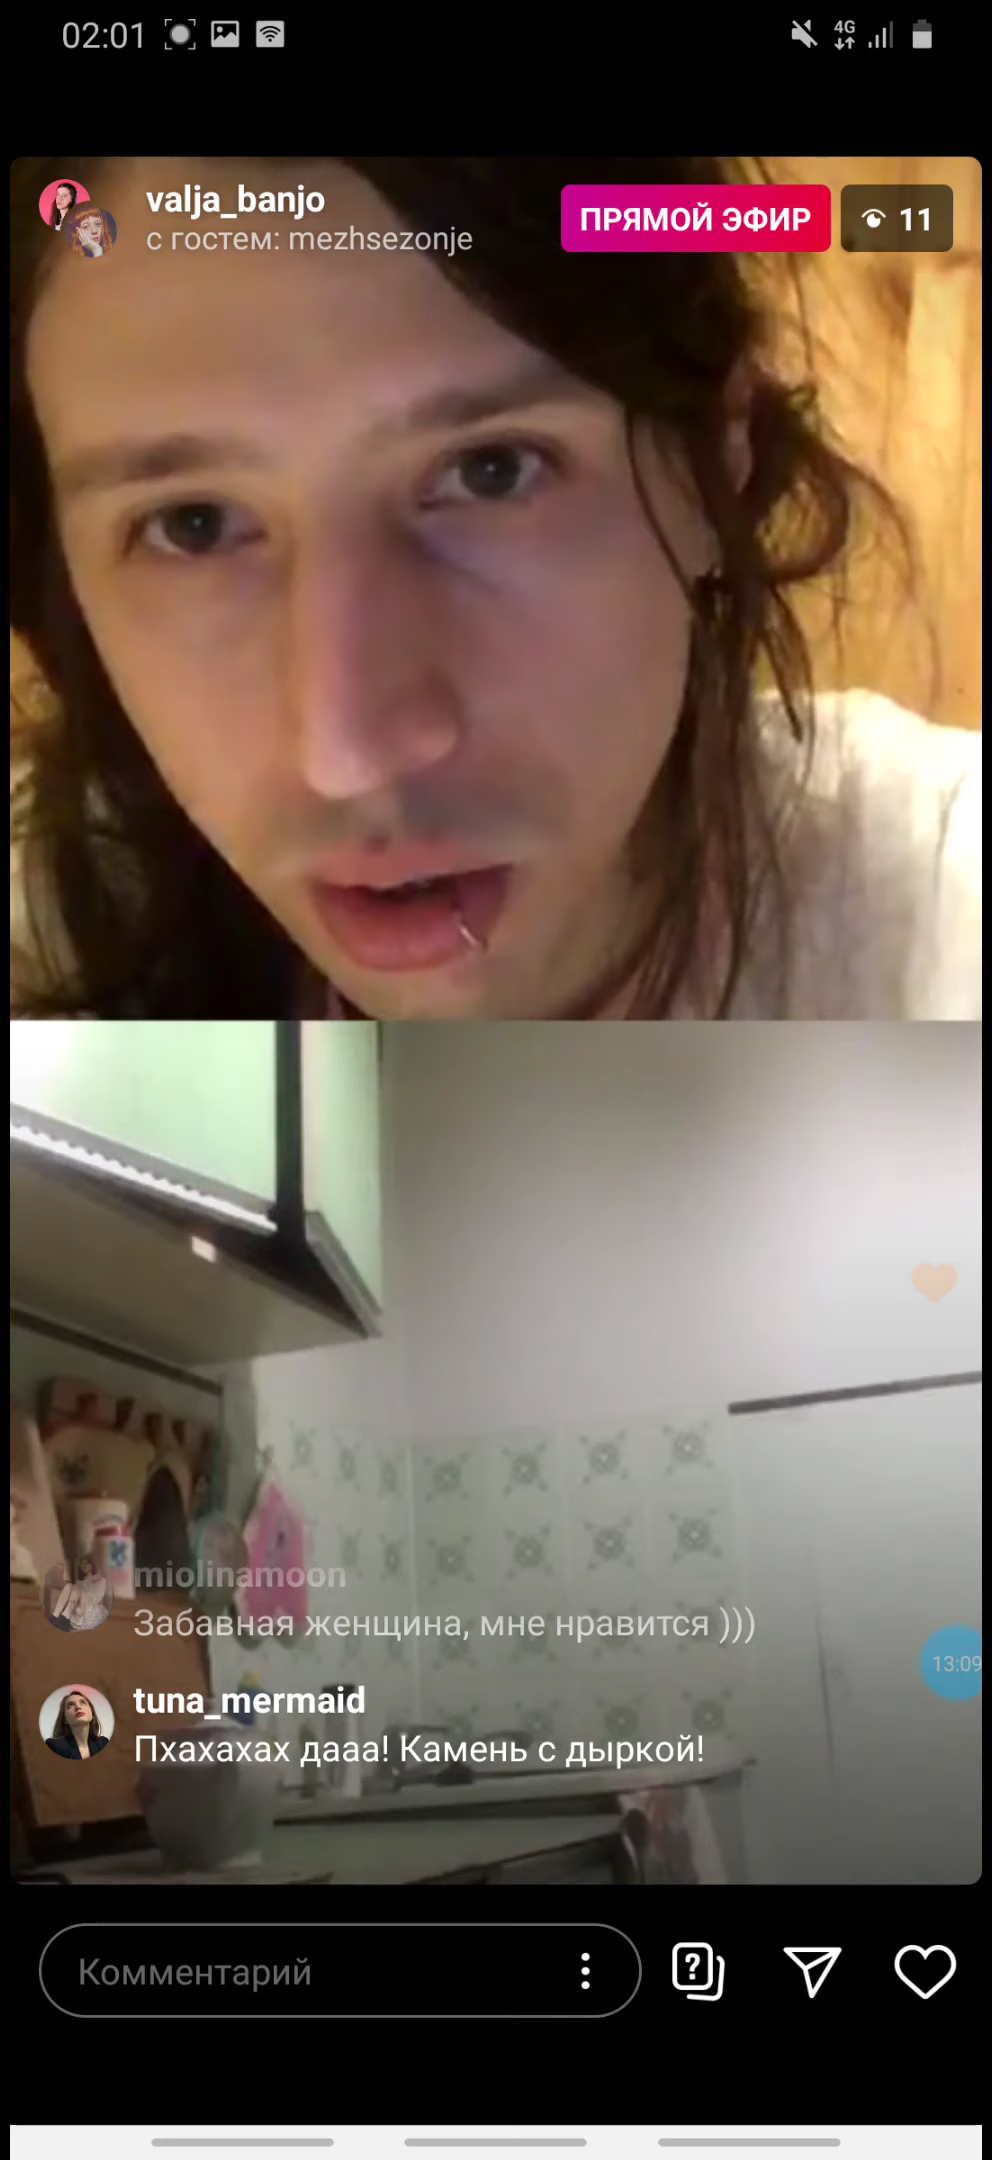 02:01
4G
valja_banjo
с гостем: mezhsezonje
ПРЯМОЙ ЭФИР
11
miolinamoon
Забавная женщина, мне нравится )))
13:09
tuna_mermaid
Пхахахах дааа! Камень с дыркой!
Комментарий